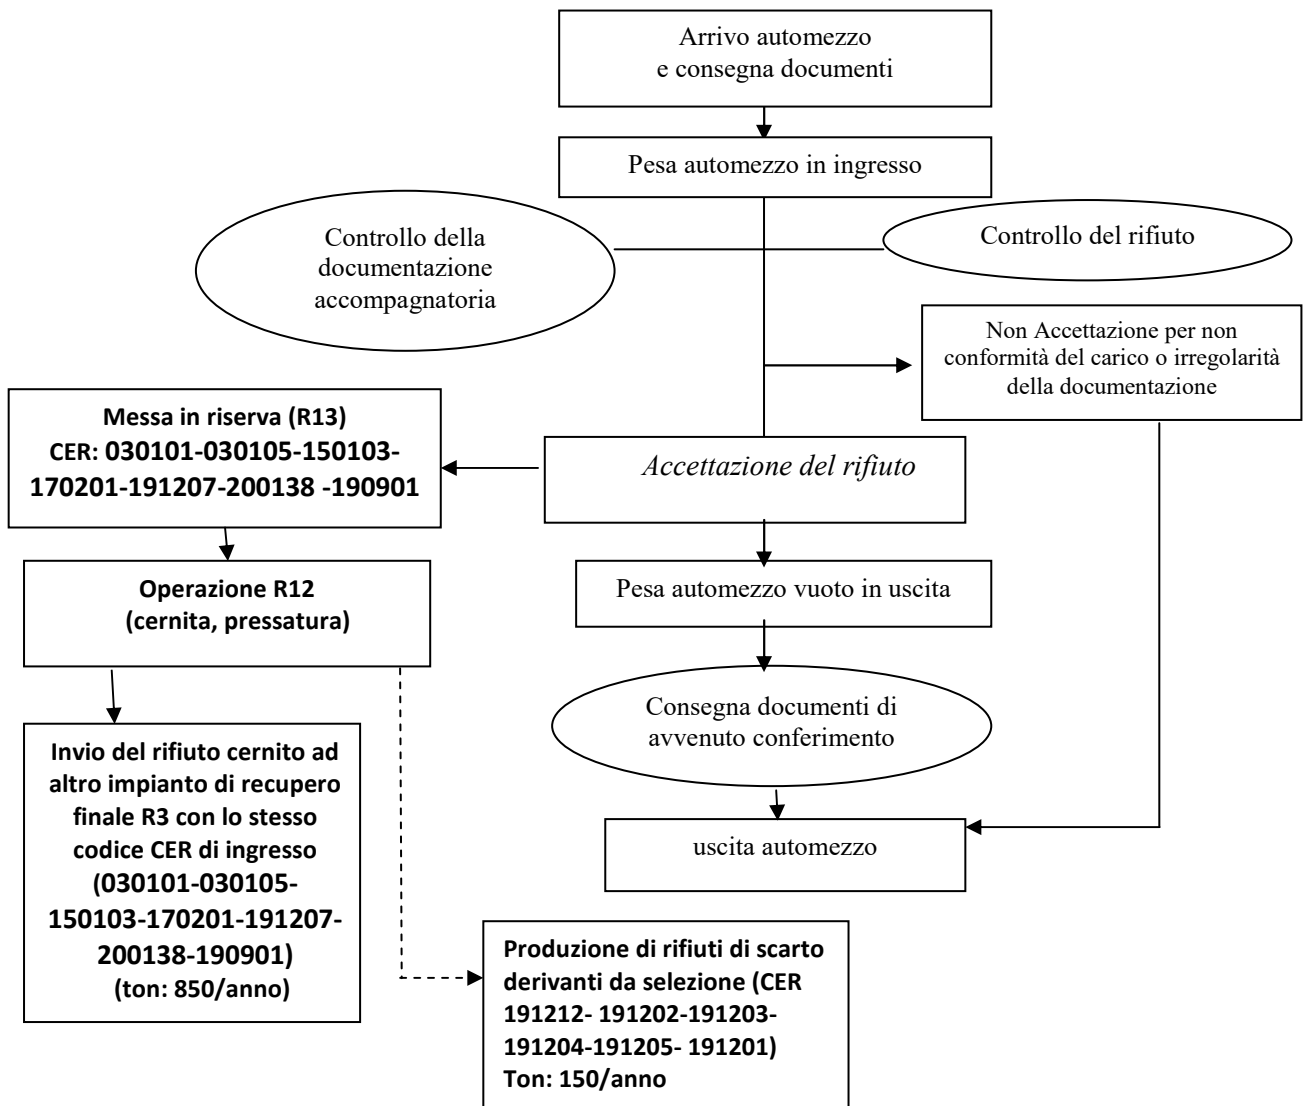 Arrivo automezzo
e consegna documenti
Pesa automezzo in ingresso
Controllo della
documentazione
accompagnatoria
Controllo del rifiuto
Non Accettazione per non
conformità del carico o irregolarità
della documentazione
Messa in riserva (R13)
CER: 030101-030105-150103-
170201-191207-200138 -190901
Accettazione del rifiuto
Operazione R12
(cernita, pressatura)
Pesa automezzo vuoto in uscita
Consegna documenti di
avvenuto conferimento
Invio del rifiuto cernito ad
altro impianto di recupero
finale R3 con lo stesso
codice CER di ingresso
(030101-030105-
150103-170201-191207-
200138-190901)
(ton: 850/anno)
uscita automezzo
Produzione di rifiuti di scarto
derivanti da selezione (CER
191212- 191202-191203-
191204-191205- 191201)
Ton: 150/anno